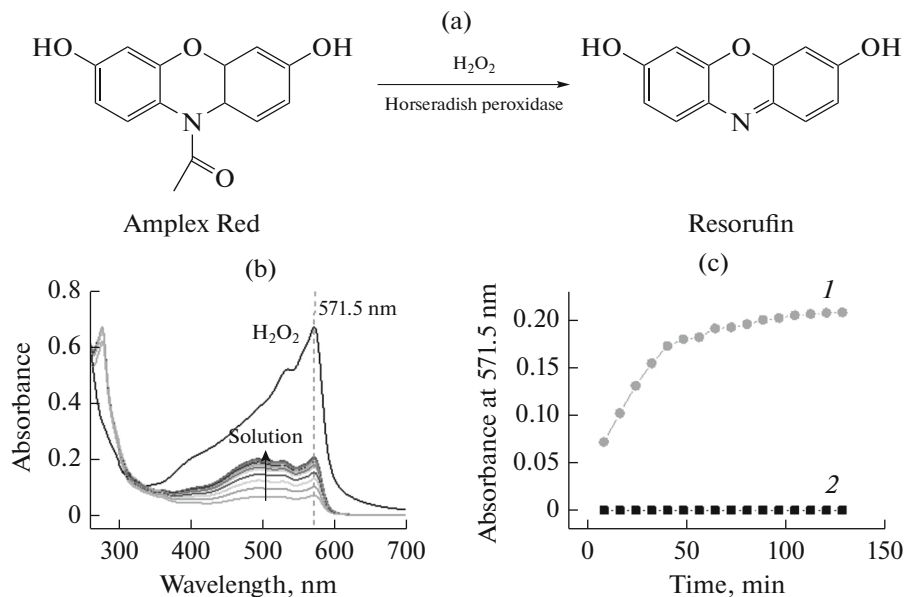 (a)
HO O OH
H₂O₂
Horseradish peroxidase
HO O OH
N
O
N
Amplex Red
Resorufin
(b)
0.8
0.6
0.4
0.2
0
Absorbance
571.5 nm
H₂O₂
Solution
300 400 500 600 700
Wavelength, nm
(c)
0.20
0.15
0.10
0.05
0
Absorbance at 571.5 nm
1
2
0 50 100 150
Time, min